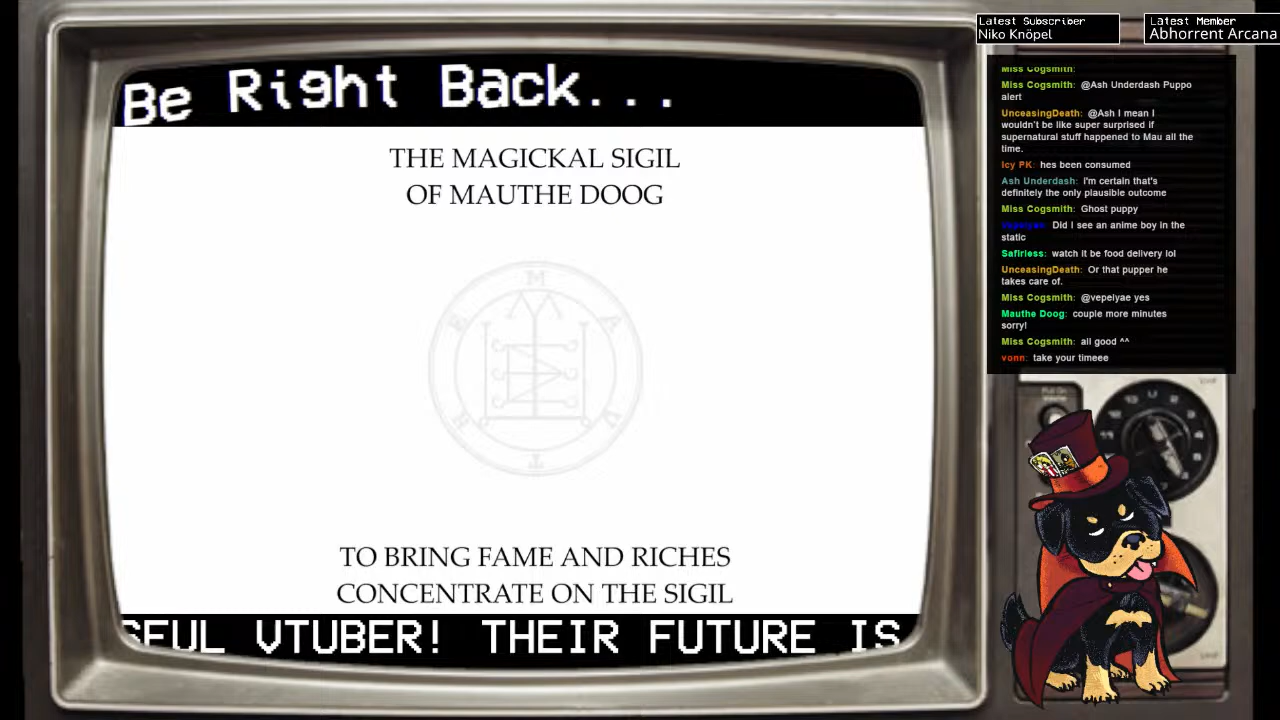 Latest Subscriber
Niko Knöpel
Latest Member
Abhorrent Arcana
Be Right Back...
THE MAGICKAL SIGIL
OF MAUTHE DOOG
TO BRING FAME AND RICHES
CONCENTRATE ON THE SIGIL
SFUL VTUBER! THEIR FUTURE IS
Miss Cogsmith:
Miss Cogsmith: @Ash Underdash Puppo
alert
UnceasingDeath: @Ash I mean I
wouldn't be like super surprised if
supernatural stuff happened to Mau all the
time.
Icy PK: hes been consumed
Ash Underdash: i'm certain that's
definitely the only plausible outcome
Miss Cogsmith: Ghost puppy
Did I see an anime boy in the
static
Safirless: watch it be food delivery lol
UnceasingDeath: Or that pupper he
takes care of.
Miss Cogsmith: @vepeiyae yes
Mauthe Doog: couple more minutes
sorry!
Miss Cogsmith: all good ^^
vonn: take your timeee